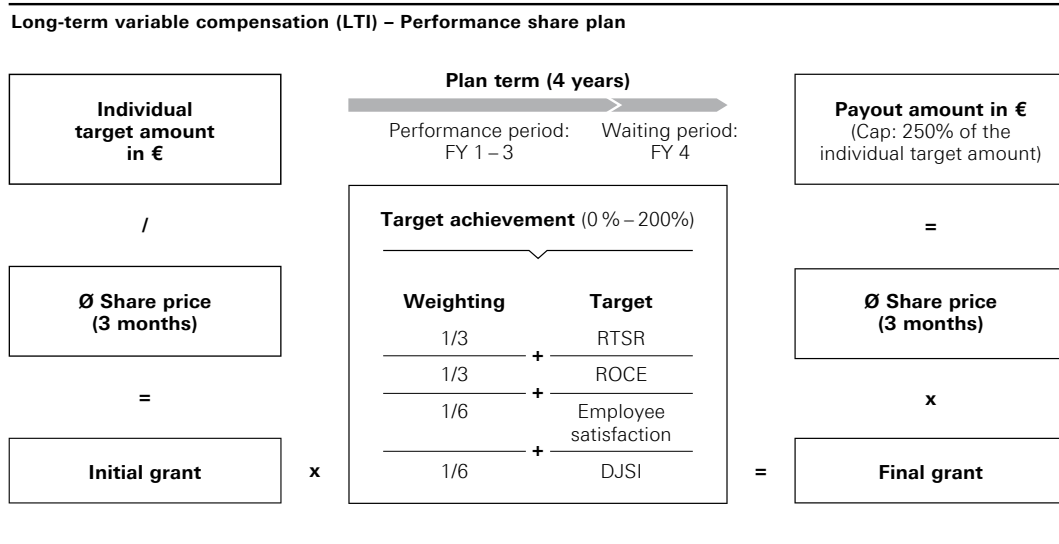 Long-term variable compensation (LTI) – Performance share plan
Individual
target amount
in €
/
Ø Share price
(3 months)
=
Initial grant
x
Plan term (4 years)
Performance period:
FY 1 – 3
Waiting period:
FY 4
Target achievement (0 % – 200%)
Weighting Target
1/3 RTSR
+
1/3 ROCE
+
1/6 Employee
satisfaction
+
1/6 DJSI
=
Payout amount in €
(Cap: 250% of the
individual target amount)
=
Ø Share price
(3 months)
x
Final grant